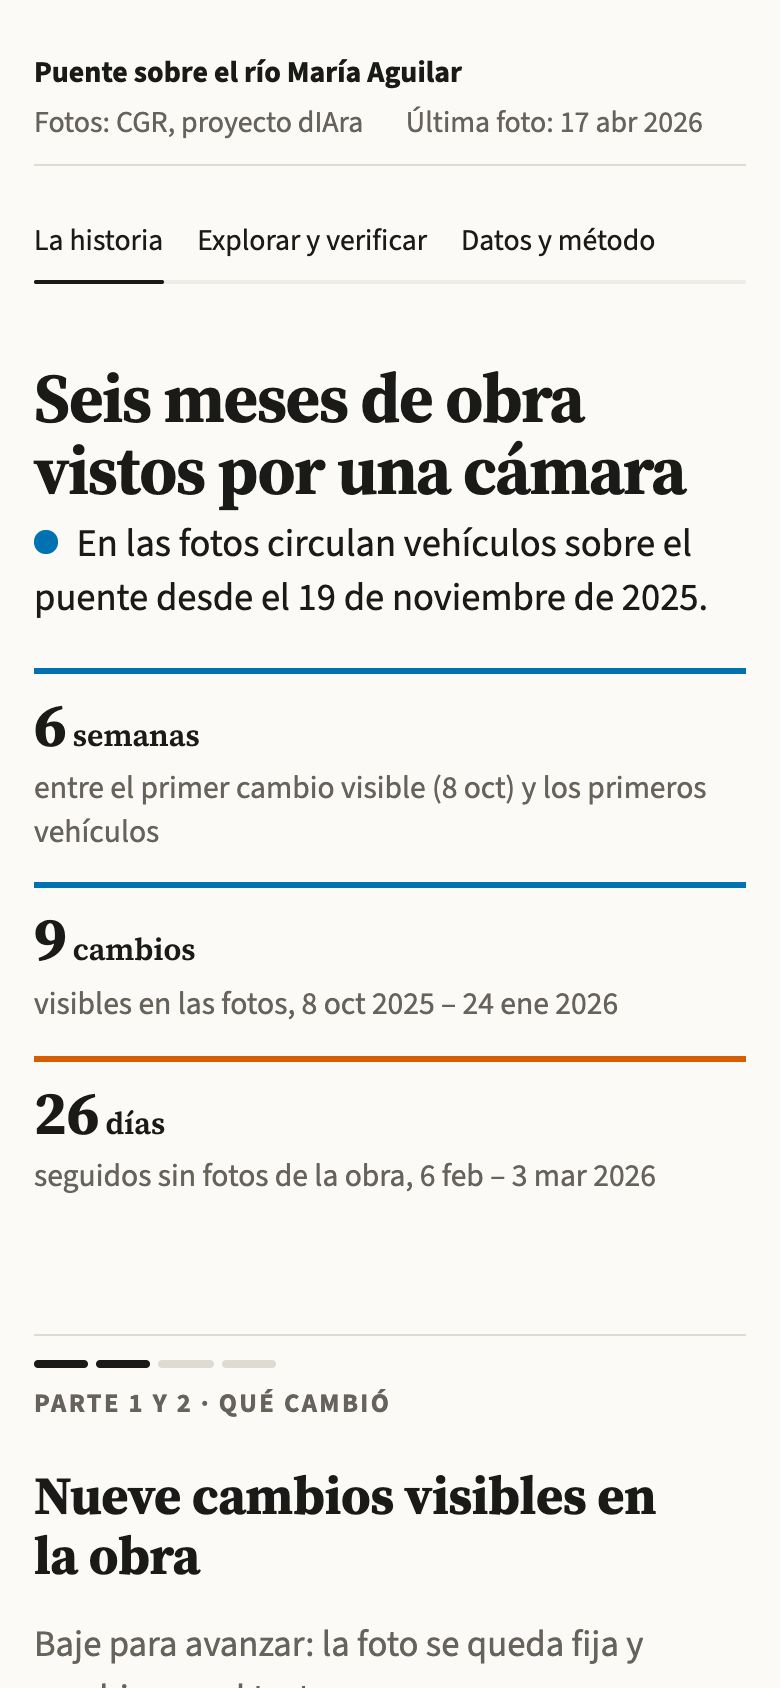 Puente sobre el río María Aguilar
Fotos: CGR, proyecto dIAra Última foto: 17 abr 2026
La historia Explorar y verificar Datos y método
Seis meses de obra
vistos por una cámara
En las fotos circulan vehículos sobre el
puente desde el 19 de noviembre de 2025.
6 semanas
entre el primer cambio visible (8 oct) y los primeros
vehículos
9 cambios
visibles en las fotos, 8 oct 2025 – 24 ene 2026
26 días
seguidos sin fotos de la obra, 6 feb – 3 mar 2026
PARTE 1 Y 2 · QUÉ CAMBIÓ
Nueve cambios visibles en
la obra
Baje para avanzar: la foto se queda fija y